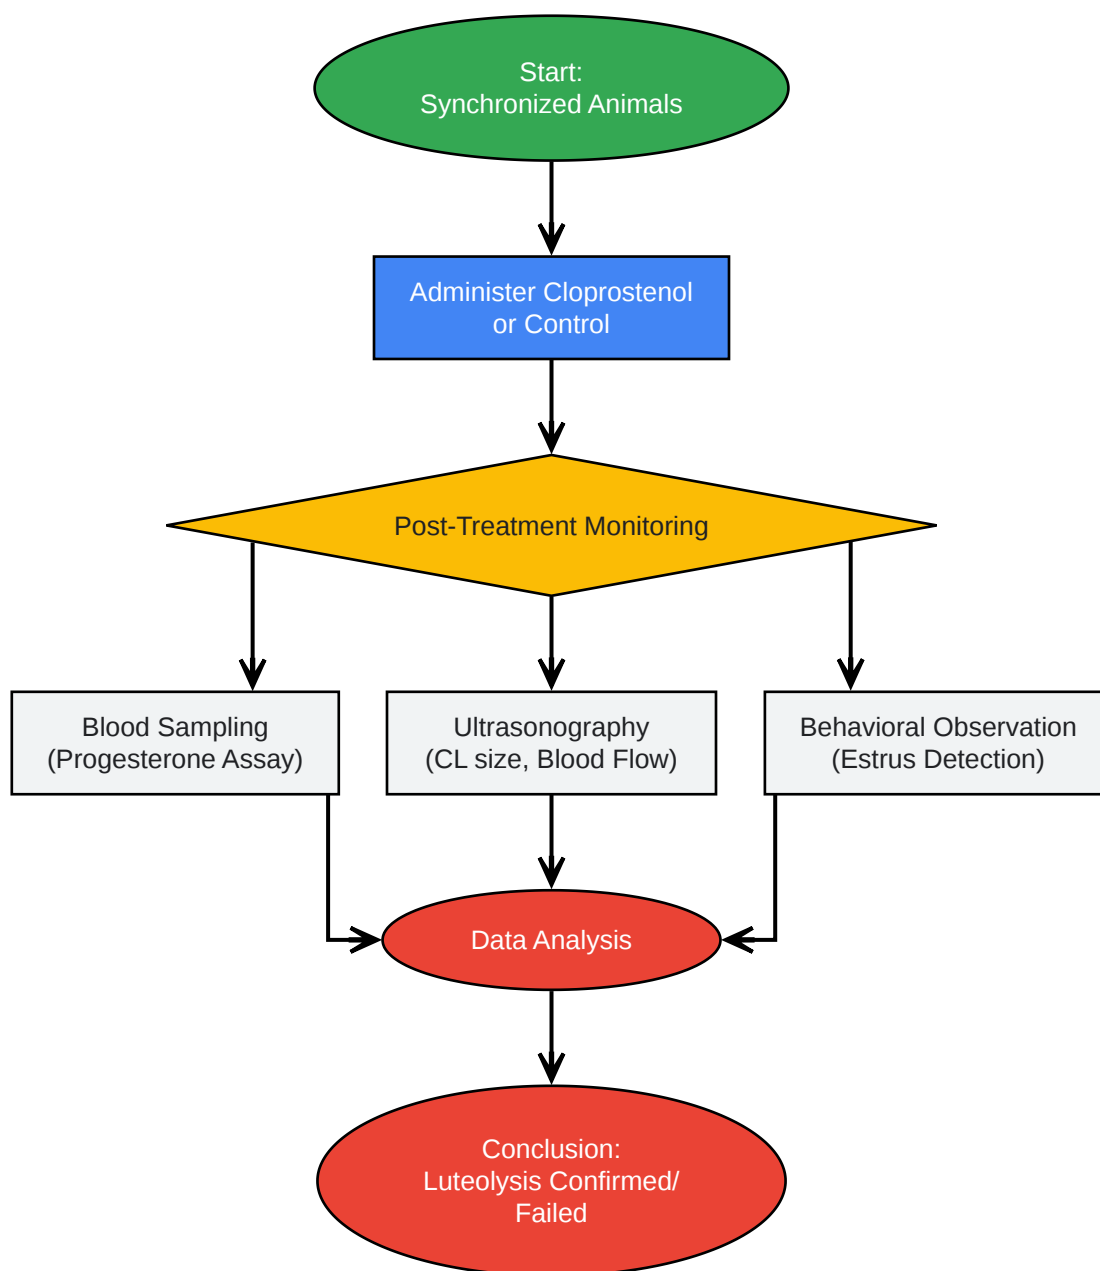 Start:
Synchronized Animals
Administer Cloprostenol
or Control
Post-Treatment Monitoring
Blood Sampling
(Progesterone Assay)
Ultrasonography
(CL size, Blood Flow)
Behavioral Observation
(Estrus Detection)
Data Analysis
Conclusion:
Luteolysis Confirmed/
Failed